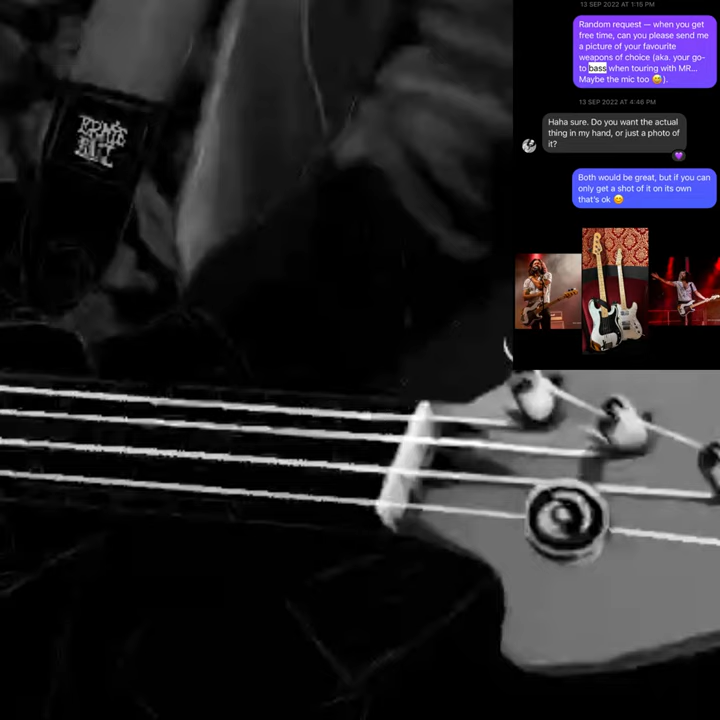 13 SEP 2022 AT 1:15 PM
Random request — when you get
free time, can you please send me
a picture of your favourite
weapons of choice (aka. your go-
to bass when touring with MR...
Maybe the mic too 😅).
13 SEP 2022 AT 4:46 PM
Haha sure. Do you want the actual
thing in my hand, or just a photo of
it?
Both would be great, but if you can
only get a shot of it on its own
that's ok 😊
ERNIE